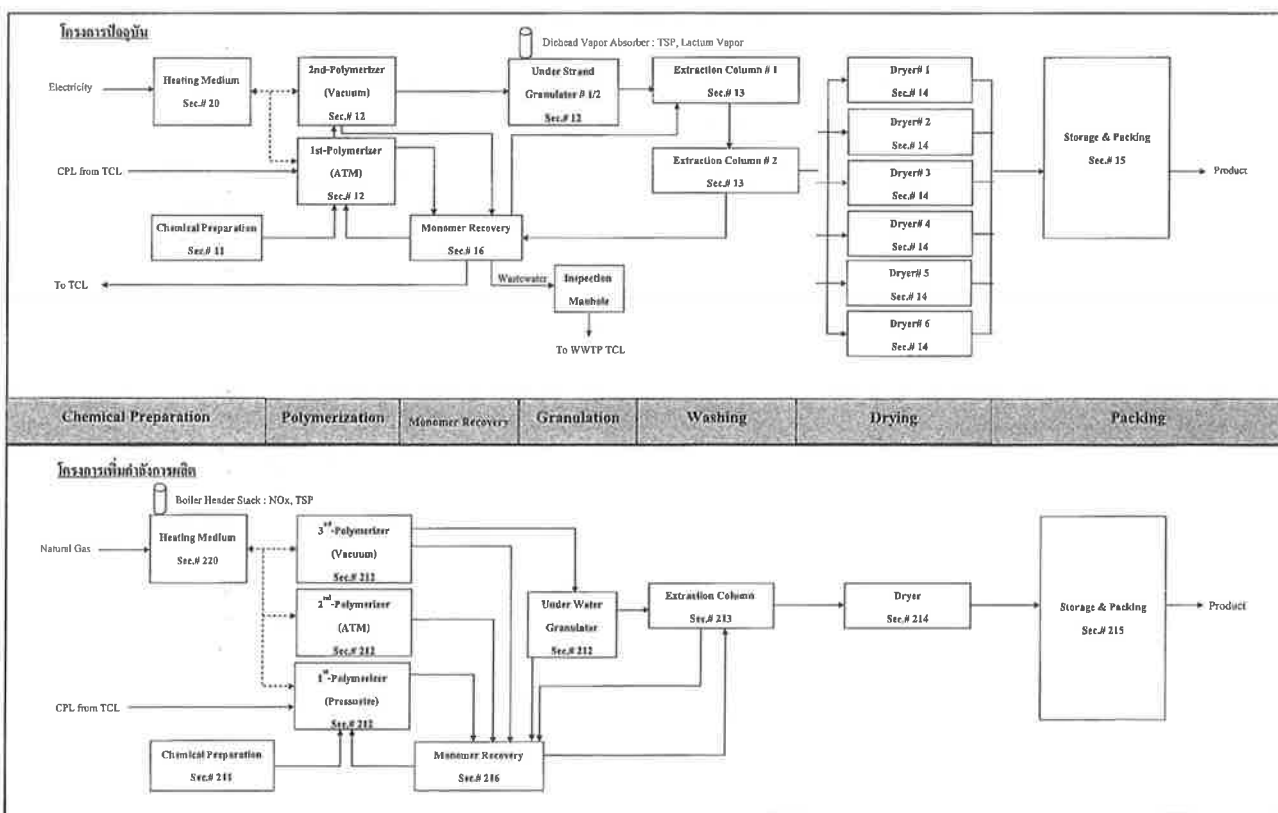 โครงการปัจจุบัน
Diehead Vapor Absorber : TSP, Lactum Vapor
Electricity
Heating Medium
Sec.# 20
2nd-Polymerizer
(Vacuum)
Sec.# 12
Under Strand
Granulator # 1/2
Sec.# 12
Extraction Column # 1
Sec.# 13
Dryer# 1
Sec.# 14
Dryer# 2
Sec.# 14
Storage & Packing
Sec.# 15
Product
CPL from TCL
1st-Polymerizer
(ATM)
Sec.# 12
Extraction Column # 2
Sec.# 13
Dryer# 3
Sec.# 14
Chemical Preparation
Sec.# 11
Monomer Recovery
Sec.# 16
Dryer# 4
Sec.# 14
To TCL
Wastewater
Inspection
Manhole
Dryer# 5
Sec.# 14
To WWTP TCL
Dryer# 6
Sec.# 14
Chemical Preparation
Polymerization
Monomer Recovery
Granulation
Washing
Drying
Packing
โครงการเพิ่มกำลังการผลิต
Boiler Header Stack : NOx, TSP
Natural Gas
Heating Medium
Sec.# 220
3rd-Polymerizer
(Vacuum)
Sec.# 212
2nd-Polymerizer
(ATM)
Sec.# 212
Under Water
Granulator
Sec.# 212
Extraction Column
Sec.# 213
Dryer
Sec.# 214
Storage & Packing
Sec.# 215
Product
CPL from TCL
1st-Polymerizer
(Pressurize)
Sec.# 212
Chemical Preparation
Sec.# 211
Monomer Recovery
Sec.# 216